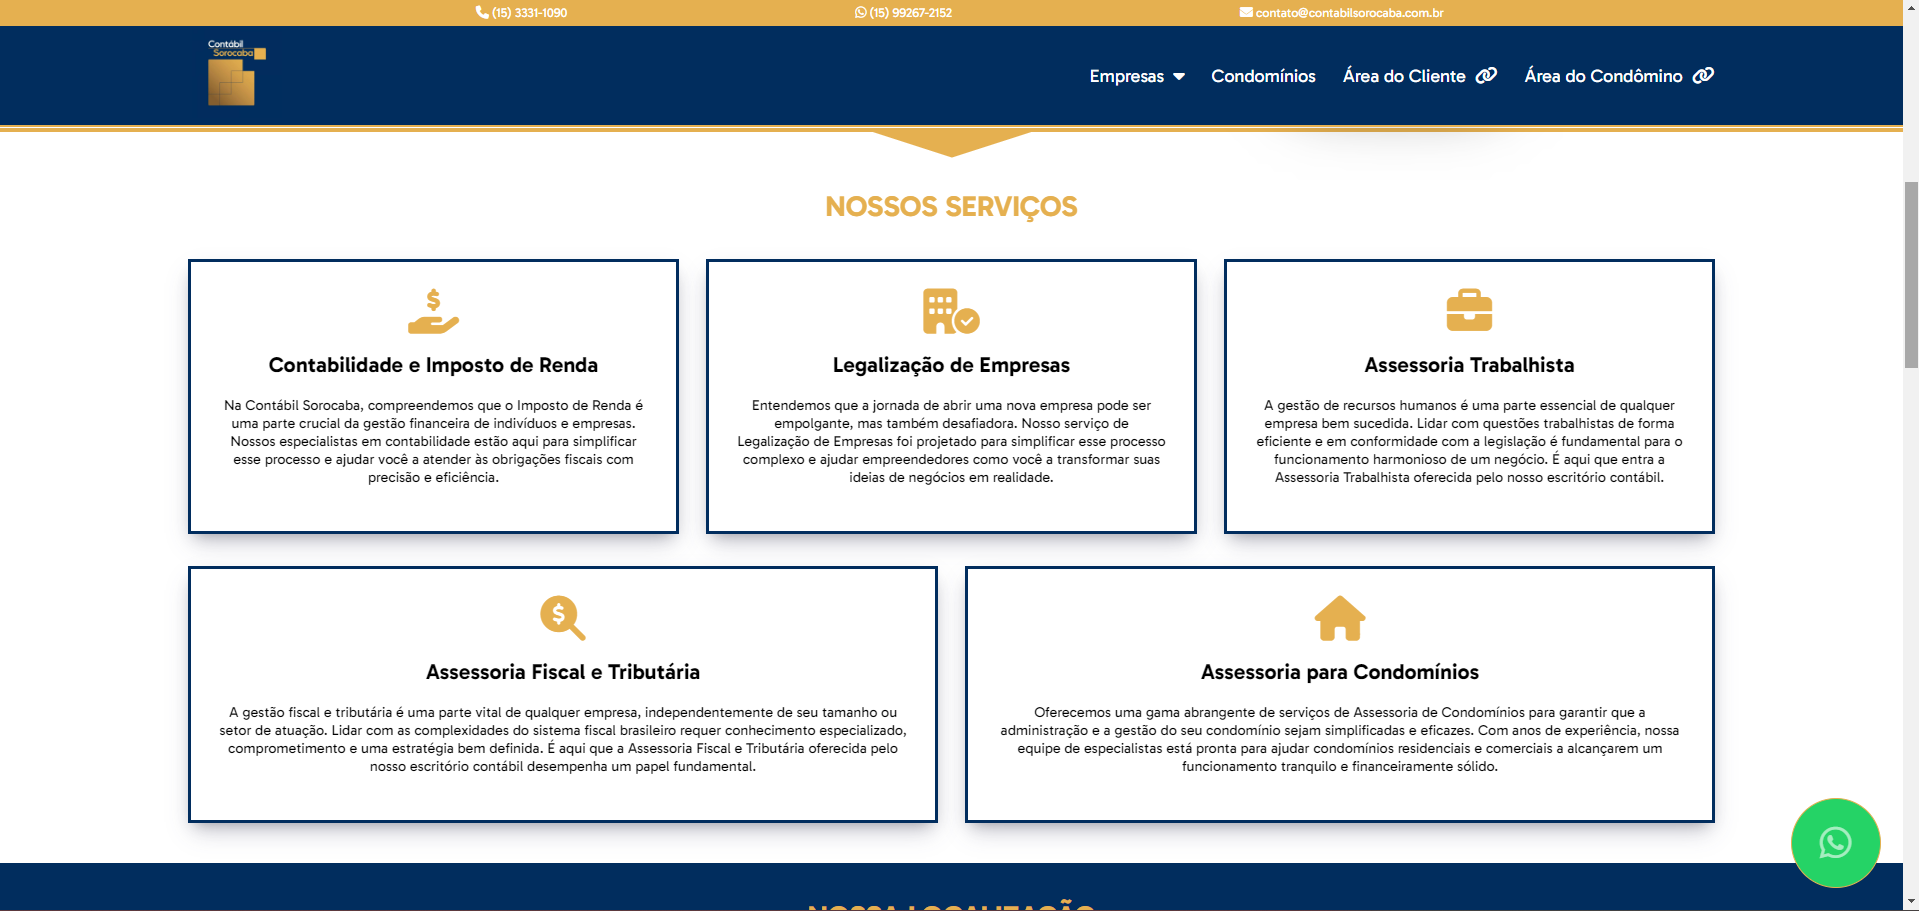 (15) 3331-1090
(15) 99267-2152
contato@contabilsorocaba.com.br
Contábil
Sorocaba
Empresas
Condomínios
Área do Cliente
Área do Condômino
NOSSOS SERVIÇOS
Contabilidade e Imposto de Renda
Na Contábil Sorocaba, compreendemos que o Imposto de Renda é
uma parte crucial da gestão financeira de indivíduos e empresas.
Nossos especialistas em contabilidade estão aqui para simplificar
esse processo e ajudar você a atender às obrigações fiscais com
precisão e eficiência.
Legalização de Empresas
Entendemos que a jornada de abrir uma nova empresa pode ser
empolgante, mas também desafiadora. Nosso serviço de
Legalização de Empresas foi projetado para simplificar esse processo
complexo e ajudar empreendedores como você a transformar suas
ideias de negócios em realidade.
Assessoria Trabalhista
A gestão de recursos humanos é uma parte essencial de qualquer
empresa bem sucedida. Lidar com questões trabalhistas de forma
eficiente e em conformidade com a legislação é fundamental para o
funcionamento harmonioso de um negócio. É aqui que entra a
Assessoria Trabalhista oferecida pelo nosso escritório contábil.
Assessoria Fiscal e Tributária
A gestão fiscal e tributária é uma parte vital de qualquer empresa, independentemente de seu tamanho ou
setor de atuação. Lidar com as complexidades do sistema fiscal brasileiro requer conhecimento especializado,
comprometimento e uma estratégia bem definida. É aqui que a Assessoria Fiscal e Tributária oferecida pelo
nosso escritório contábil desempenha um papel fundamental.
Assessoria para Condomínios
Oferecemos uma gama abrangente de serviços de Assessoria de Condomínios para garantir que a
administração e a gestão do seu condomínio sejam simplificadas e eficazes. Com anos de experiência, nossa
equipe de especialistas está pronta para ajudar condomínios residenciais e comerciais a alcançarem um
funcionamento tranquilo e financeiramente sólido.
NOSSA LOCALIZAÇÃO